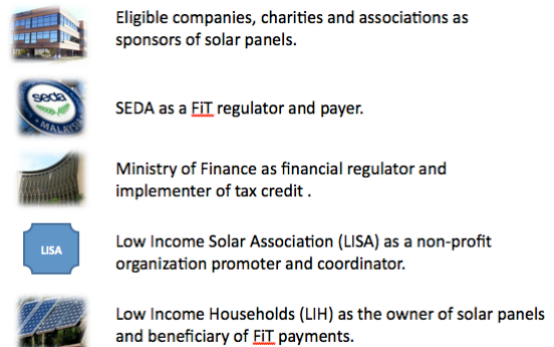 Eligible companies, charities and associations as
sponsors of solar panels.
seda
MALAYSIA
SEDA as a FiT regulator and payer.
Ministry of Finance as financial regulator and
implementer of tax credit .
LISA
Low Income Solar Association (LISA) as a non-profit
organization promoter and coordinator.
Low Income Households (LIH) as the owner of solar panels
and beneficiary of FiT payments.